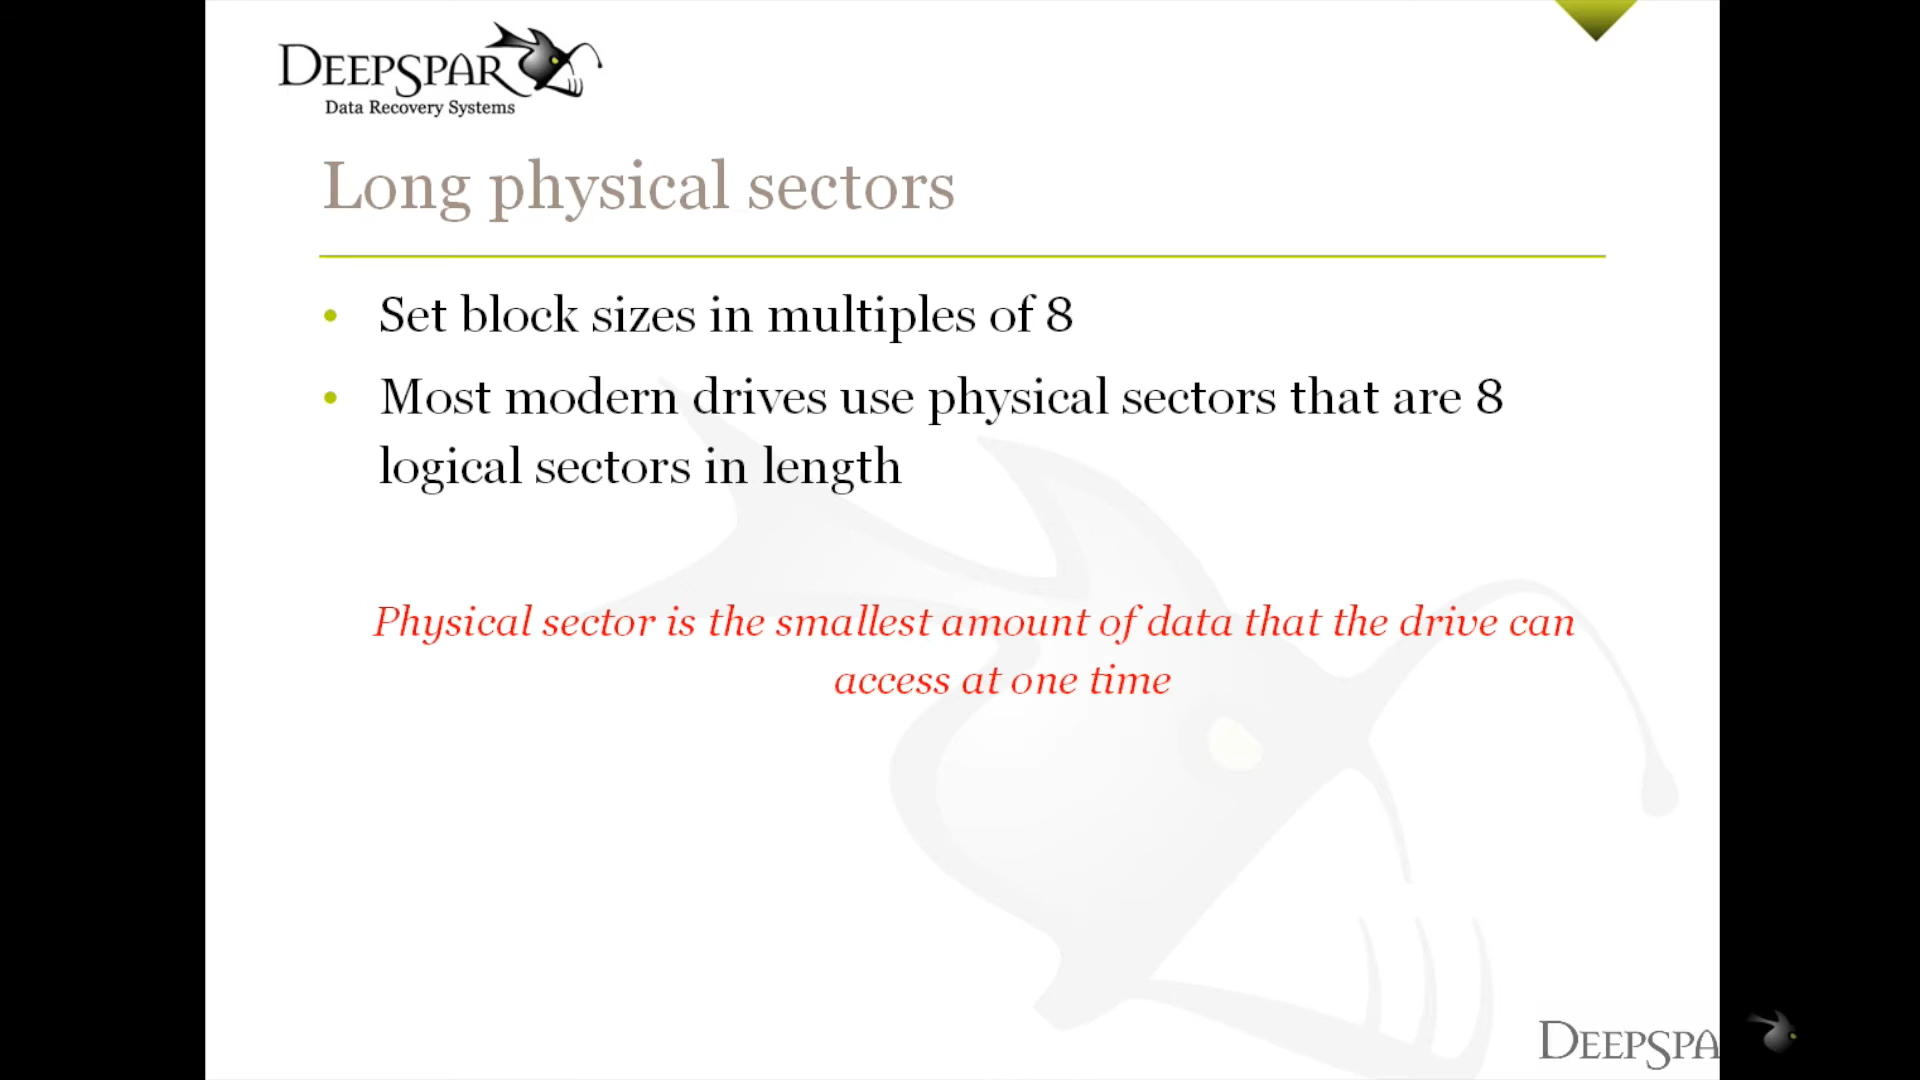 DEEPSPAR
Data Recovery Systems
Long physical sectors
• Set block sizes in multiples of 8
• Most modern drives use physical sectors that are 8
logical sectors in length
Physical sector is the smallest amount of data that the drive can
access at one time
DEEPSPA